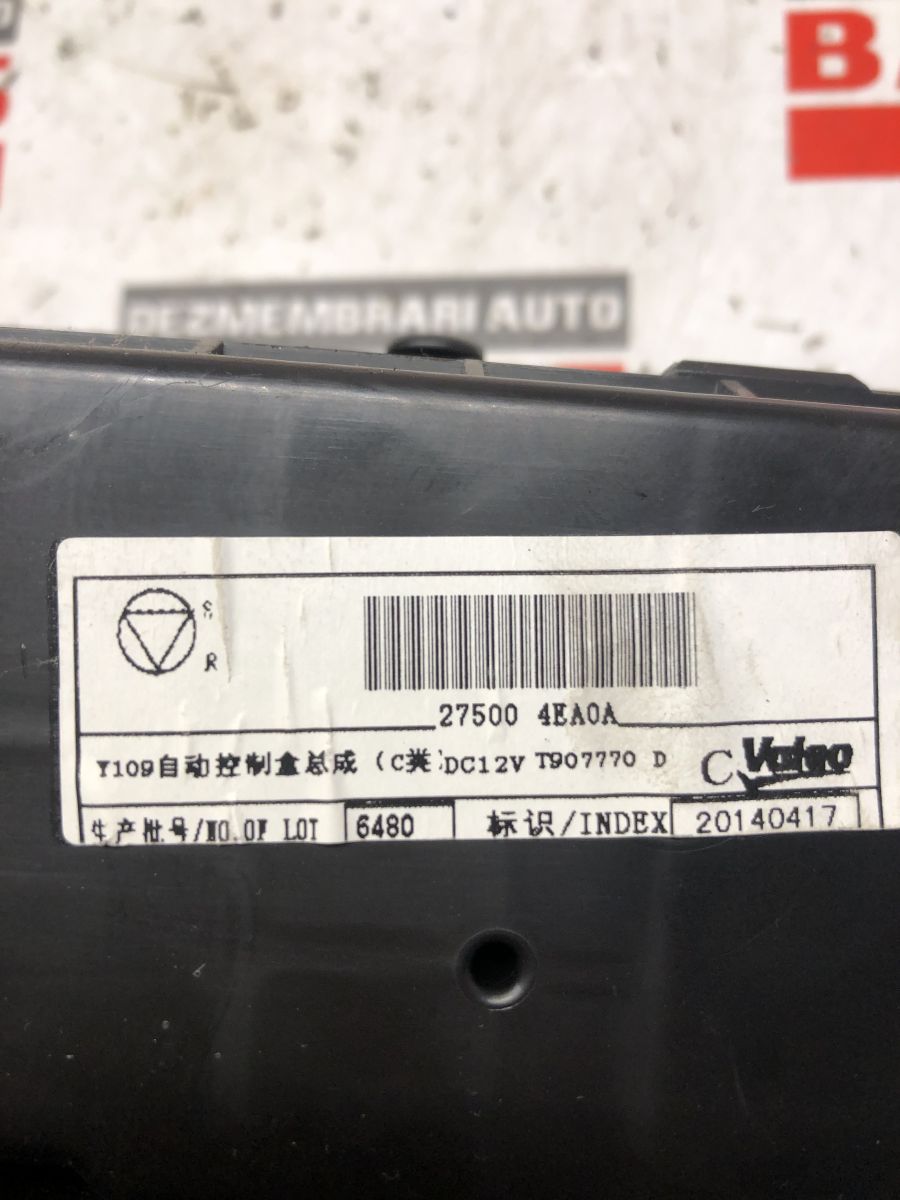 DEZMEMBRARI AUTO
S
R
27500 4EA0A
Y109自动控制盒总成（C类）DC12V T907770 D C Valeo
生产批号/NO.OF LOT 6480 标识/INDEX 20140417